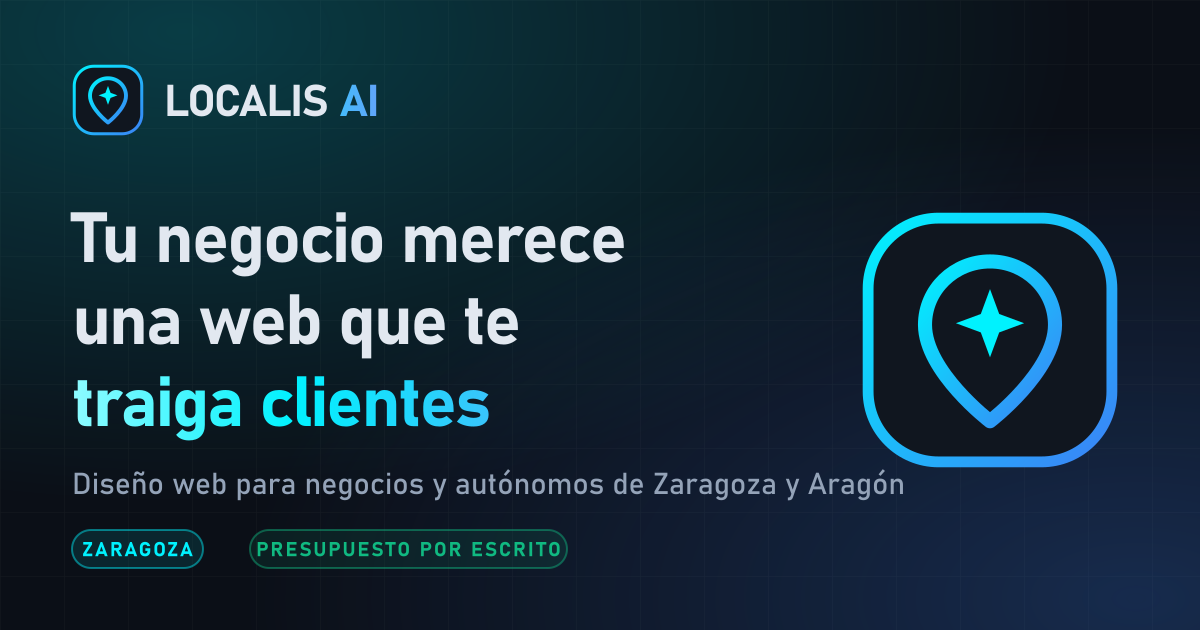 LOCALIS AI
Tu negocio merece
una web que te
traiga clientes
Diseño web para negocios y autónomos de Zaragoza y Aragón
ZARAGOZA
PRESUPUESTO POR ESCRITO